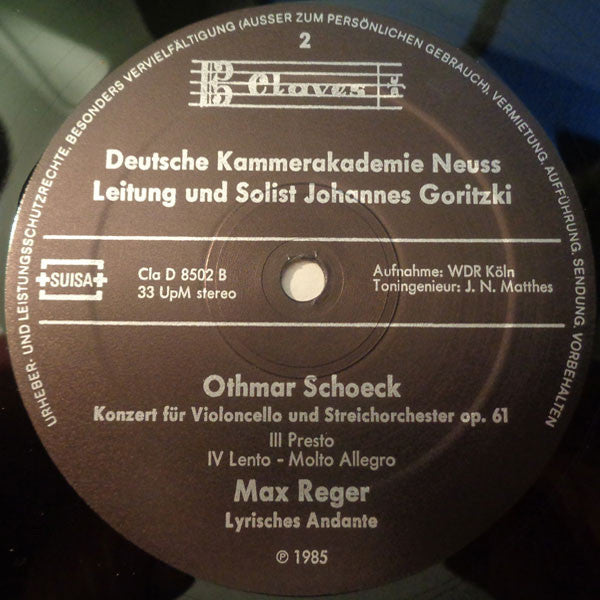 URHEBER- UND LEISTUNGSSCHUTZRECHTE, BESONDERS VERVIELFÄLTIGUNG (AUSSER ZUM PERSÖNLICHEN GEBRAUCH), VERMIETUNG, AUFFÜHRUNG, SENDUNG, VORBEHALTEN
2
Claves
Deutsche Kammerakademie Neuss
Leitung und Solist Johannes Goritzki
SUISA
Cla D 8502 B
33 UpM stereo
Aufnahme: WDR Köln
Toningenieur: J. N. Matthes
Othmar Schoeck
Konzert für Violoncello und Streichorchester op. 61
III Presto
IV Lento - Molto Allegro
Max Reger
Lyrisches Andante
℗ 1985